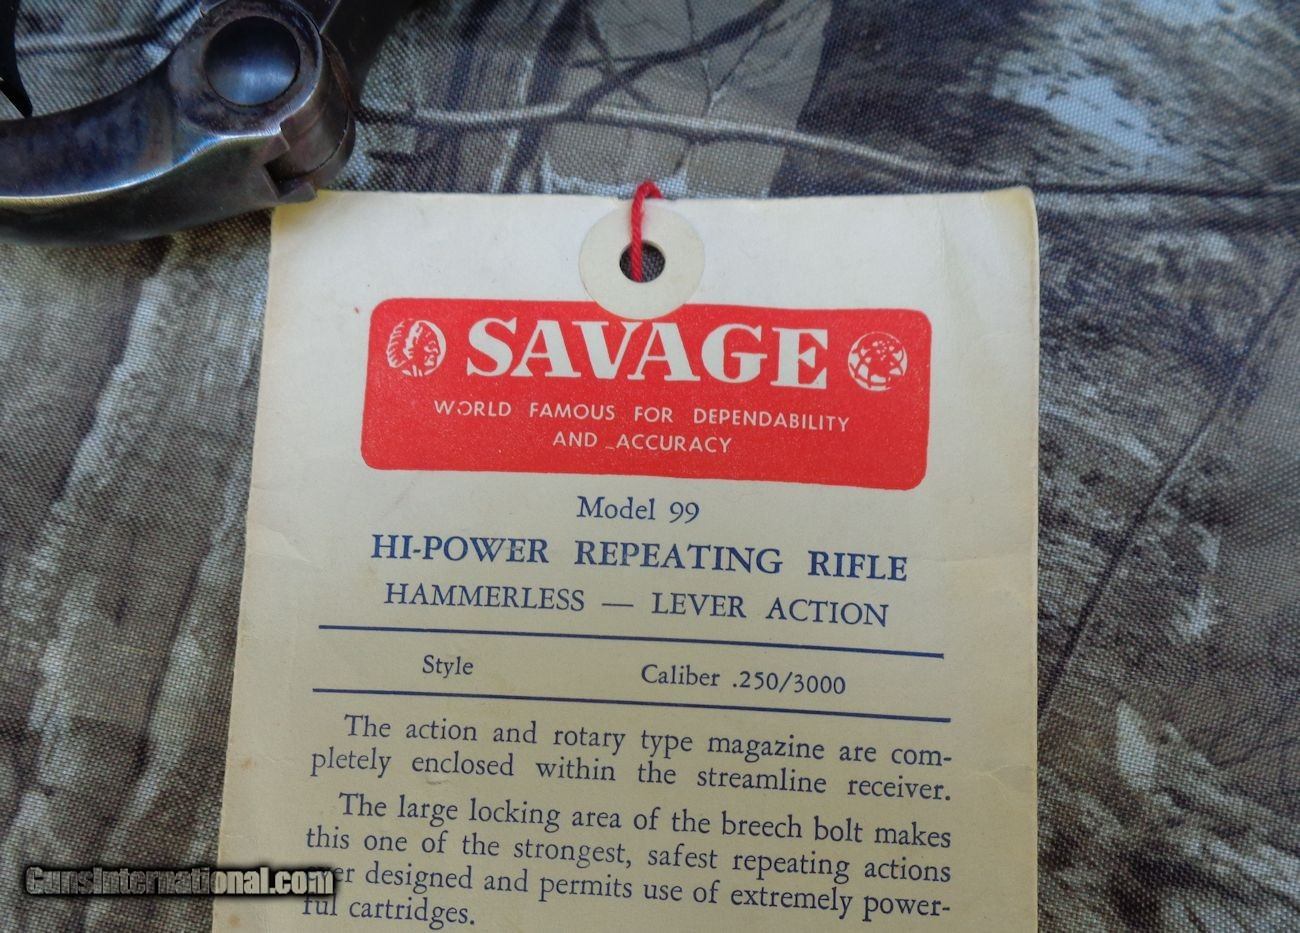 SAVAGE
WORLD FAMOUS FOR DEPENDABILITY
AND ACCURACY
Model 99
HI-POWER REPEATING RIFLE
HAMMERLESS — LEVER ACTION
Style Caliber .250/3000
The action and rotary type magazine are com-
pletely enclosed within the streamline receiver.
The large locking area of the breech bolt makes
this one of the strongest, safest repeating actions
designed and permits use of extremely power-
ful cartridges.
GunsInternational.com